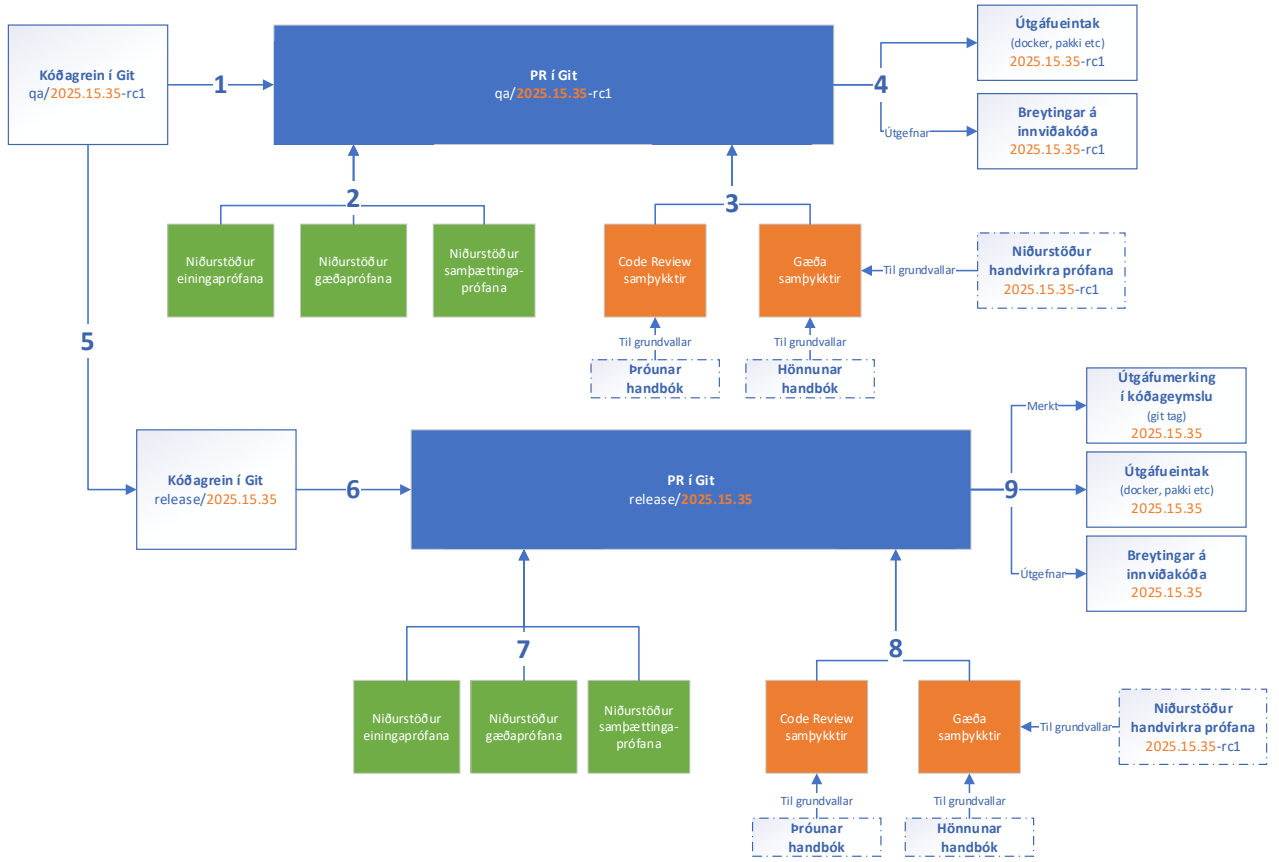 Kóðagrein í Git
qa/2025.15.35-rc1
1
PR í Git
qa/2025.15.35-rc1
4
Útgáfueintak
(docker, pakki etc)
2025.15.35-rc1
Útgefnar
Breytingar á
innviðakóða
2025.15.35-rc1
2
3
Niðurstöður
einingaprófana
Niðurstöður
gæðaprófana
Niðurstöður
samþættinga-
prófana
Code Review
samþykktir
Gæða
samþykktir
Til grundvallar
Niðurstöður
handvirkra prófana
2025.15.35-rc1
Til grundvallar
Til grundvallar
Þróunar
handbók
Hönnunar
handbók
5
Kóðagrein í Git
release/2025.15.35
6
PR í Git
release/2025.15.35
9
Merkt
Útgáfumerking
í kóðageymslu
(git tag)
2025.15.35
Útgáfueintak
(docker, pakki etc)
2025.15.35
Útgefnar
Breytingar á
innviðakóða
2025.15.35
7
8
Niðurstöður
einingaprófana
Niðurstöður
gæðaprófana
Niðurstöður
samþættinga-
prófana
Code Review
samþykktir
Gæða
samþykktir
Til grundvallar
Niðurstöður
handvirkra prófana
2025.15.35-rc1
Til grundvallar
Til grundvallar
Þróunar
handbók
Hönnunar
handbók